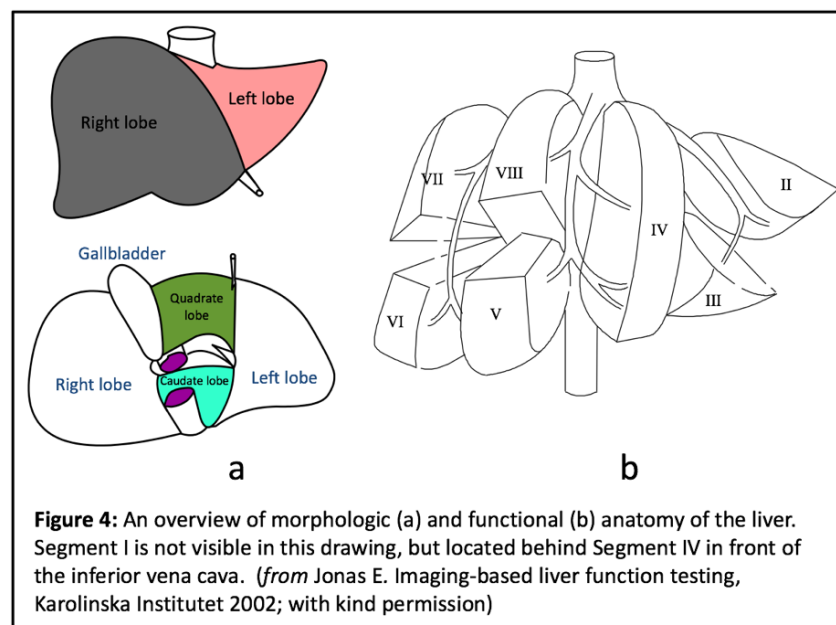 Right lobe
Left lobe
Gallbladder
Quadrate
lobe
Right lobe
Caudate lobe
Left lobe
a
VII
VIII
II
IV
III
VI
V
b
Figure 4: An overview of morphologic (a) and functional (b) anatomy of the liver.
Segment I is not visible in this drawing, but located behind Segment IV in front of
the inferior vena cava. (from Jonas E. Imaging-based liver function testing,
Karolinska Institutet 2002; with kind permission)